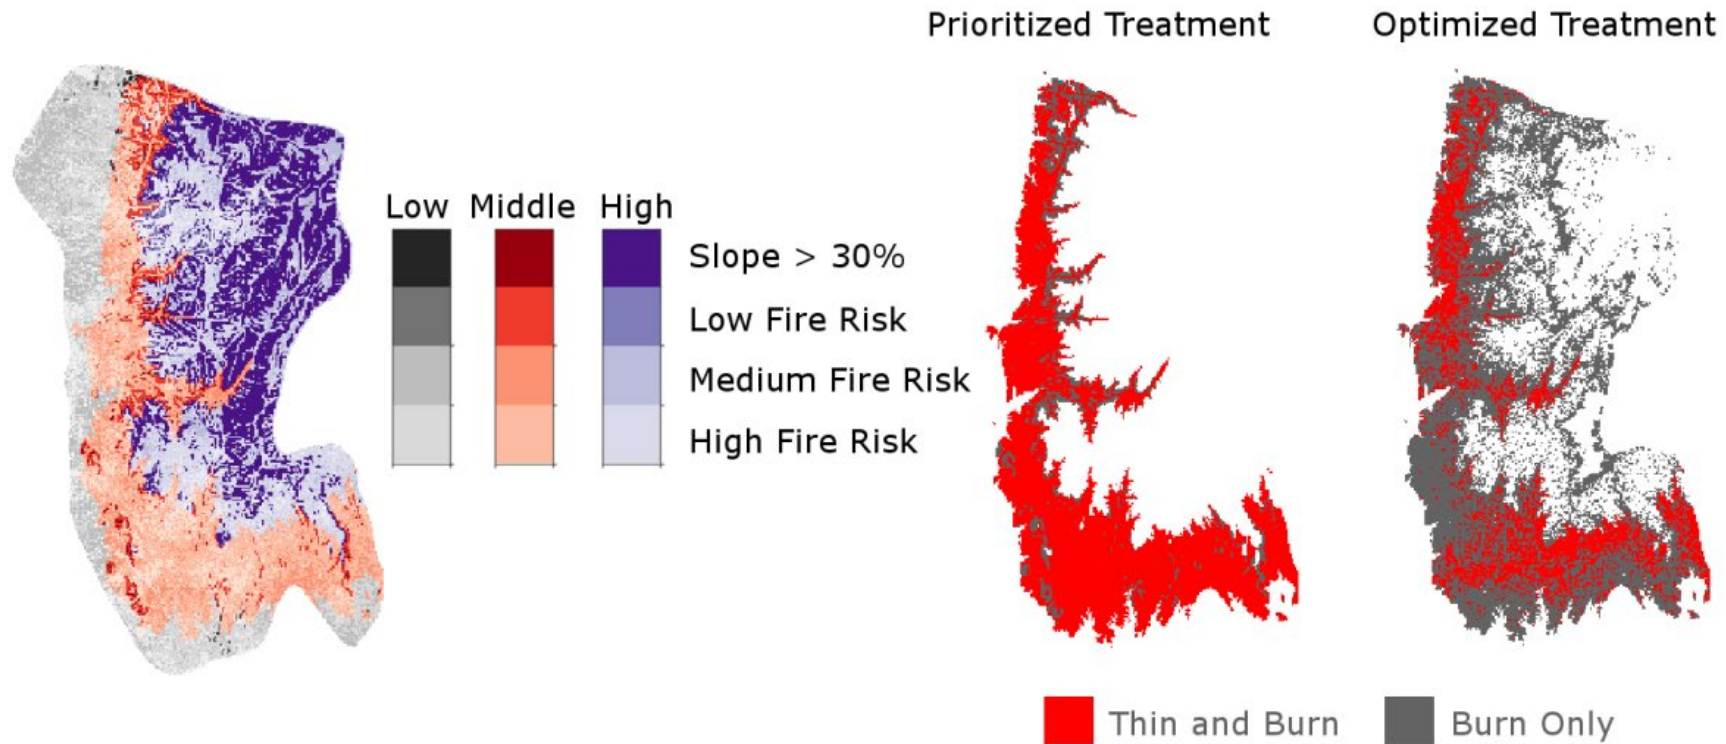 Prioritized Treatment
Optimized Treatment
Low Middle High
Slope > 30%
Low Fire Risk
Medium Fire Risk
High Fire Risk
Thin and Burn
Burn Only